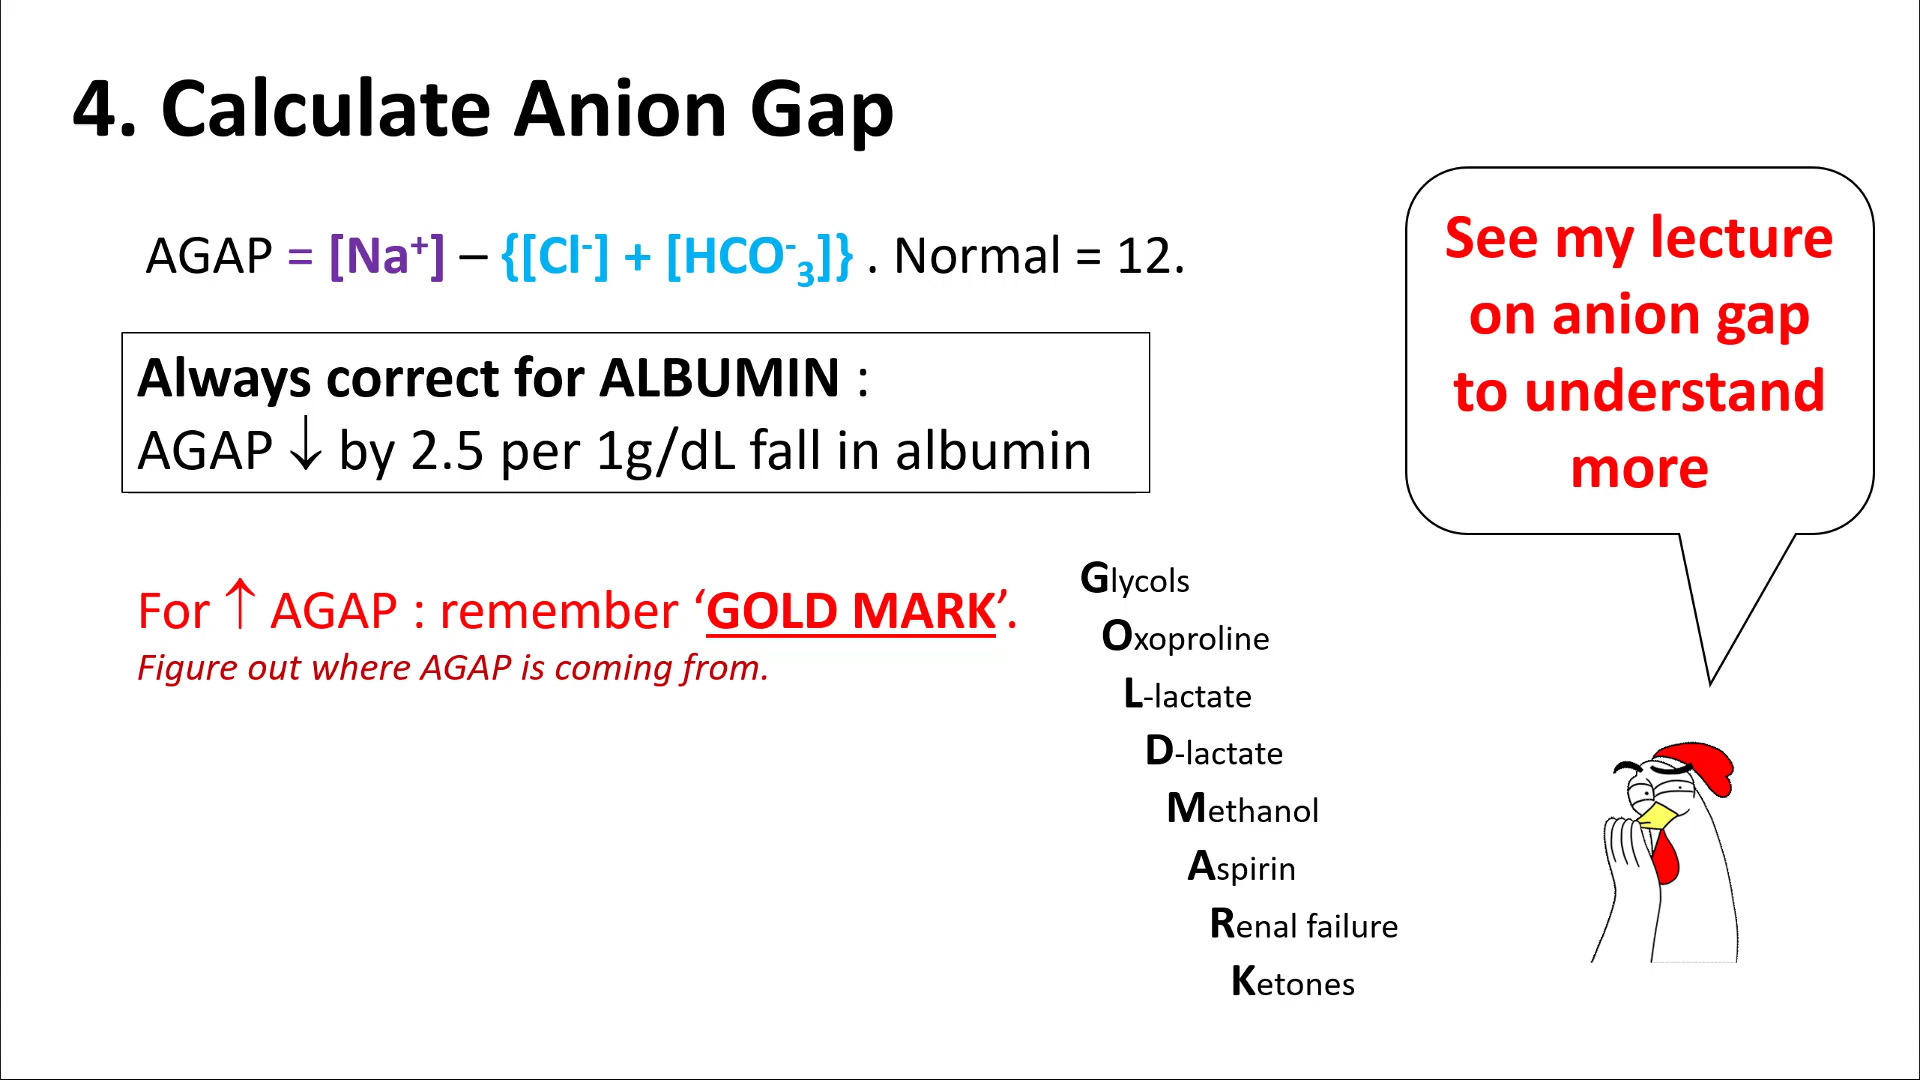 4. Calculate Anion Gap
AGAP = [Na⁺] – {[Cl⁻] + [HCO⁻₃]} . Normal = 12.
Always correct for ALBUMIN :
AGAP ↓ by 2.5 per 1g/dL fall in albumin
For ↑ AGAP : remember ‘GOLD MARK’.
Figure out where AGAP is coming from.
Glycols
Oxoproline
L-lactate
D-lactate
Methanol
Aspirin
Renal failure
Ketones
See my lecture
on anion gap
to understand
more